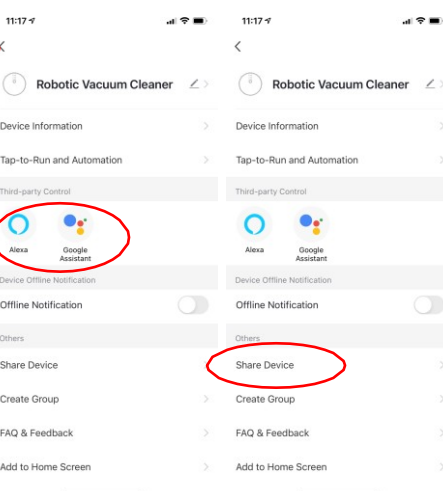 11:17
Robotic Vacuum Cleaner
Device Information
Tap-to-Run and Automation
Third-party Control
Alexa
Google
Assistant
Device Offline Notification
Offline Notification
Others
Share Device
Create Group
FAQ & Feedback
Add to Home Screen
11:17
Robotic Vacuum Cleaner
Device Information
Tap-to-Run and Automation
Third-party Control
Alexa
Google
Assistant
Device Offline Notification
Offline Notification
Others
Share Device
Create Group
FAQ & Feedback
Add to Home Screen